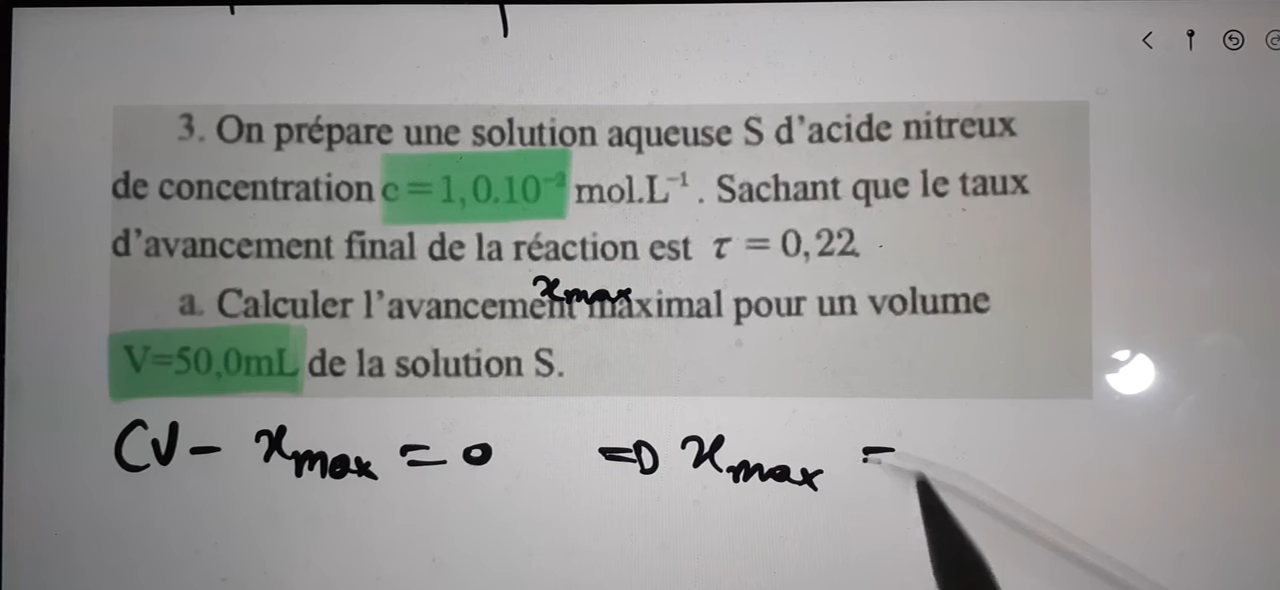 3. On prépare une solution aqueuse S d'acide nitreux
de concentration c = 1,0.10⁻² mol.L⁻¹. Sachant que le taux
d'avancement final de la réaction est τ = 0,22
xmax
a. Calculer l'avancement maximal pour un volume
V=50,0mL de la solution S.
CV - xmax = 0 => xmax =